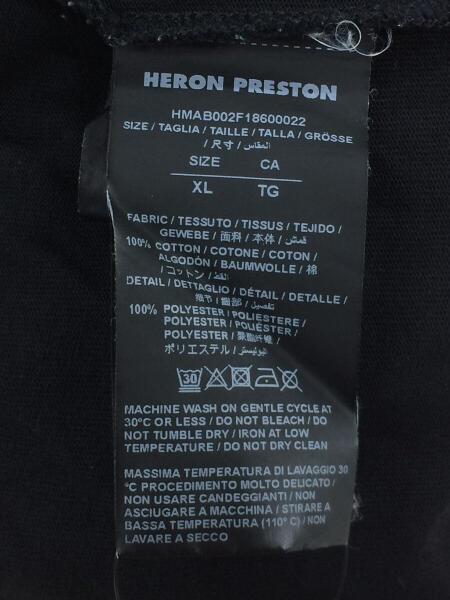 HERON PRESTON
HMAB002F18600022
SIZE / TAGLIA / TAILLE / TALLA / GRÖSSE
/ 尺寸 / المقاس
SIZE CA
XL TG
FABRIC / TESSUTO / TISSUS / TEJIDO /
GEWEBE / 面料 / 本体 / قماش
100% COTTON / COTONE / COTON /
ALGODÓN / BAUMWOLLE / 棉
/ コットン / القطن
DETAIL / DETTAGLIO / DÉTAIL / DETALLE /
/ 細部 / تفصيل
100% POLYESTER / POLIESTERE /
POLYESTER / POLIÉSTER /
POLYESTER / 聚酯纤维 /
ポリエステル / البوليستر
30
MACHINE WASH ON GENTLE CYCLE AT
30°C OR LESS / DO NOT BLEACH / DO
NOT TUMBLE DRY / IRON AT LOW
TEMPERATURE / DO NOT DRY CLEAN
MASSIMA TEMPERATURA DI LAVAGGIO 30
°C PROCEDIMENTO MOLTO DELICATO /
NON USARE CANDEGGIANTI / NON
ASCIUGARE A MACCHINA / STIRARE A
BASSA TEMPERATURA (110° C) / NON
LAVARE A SECCO